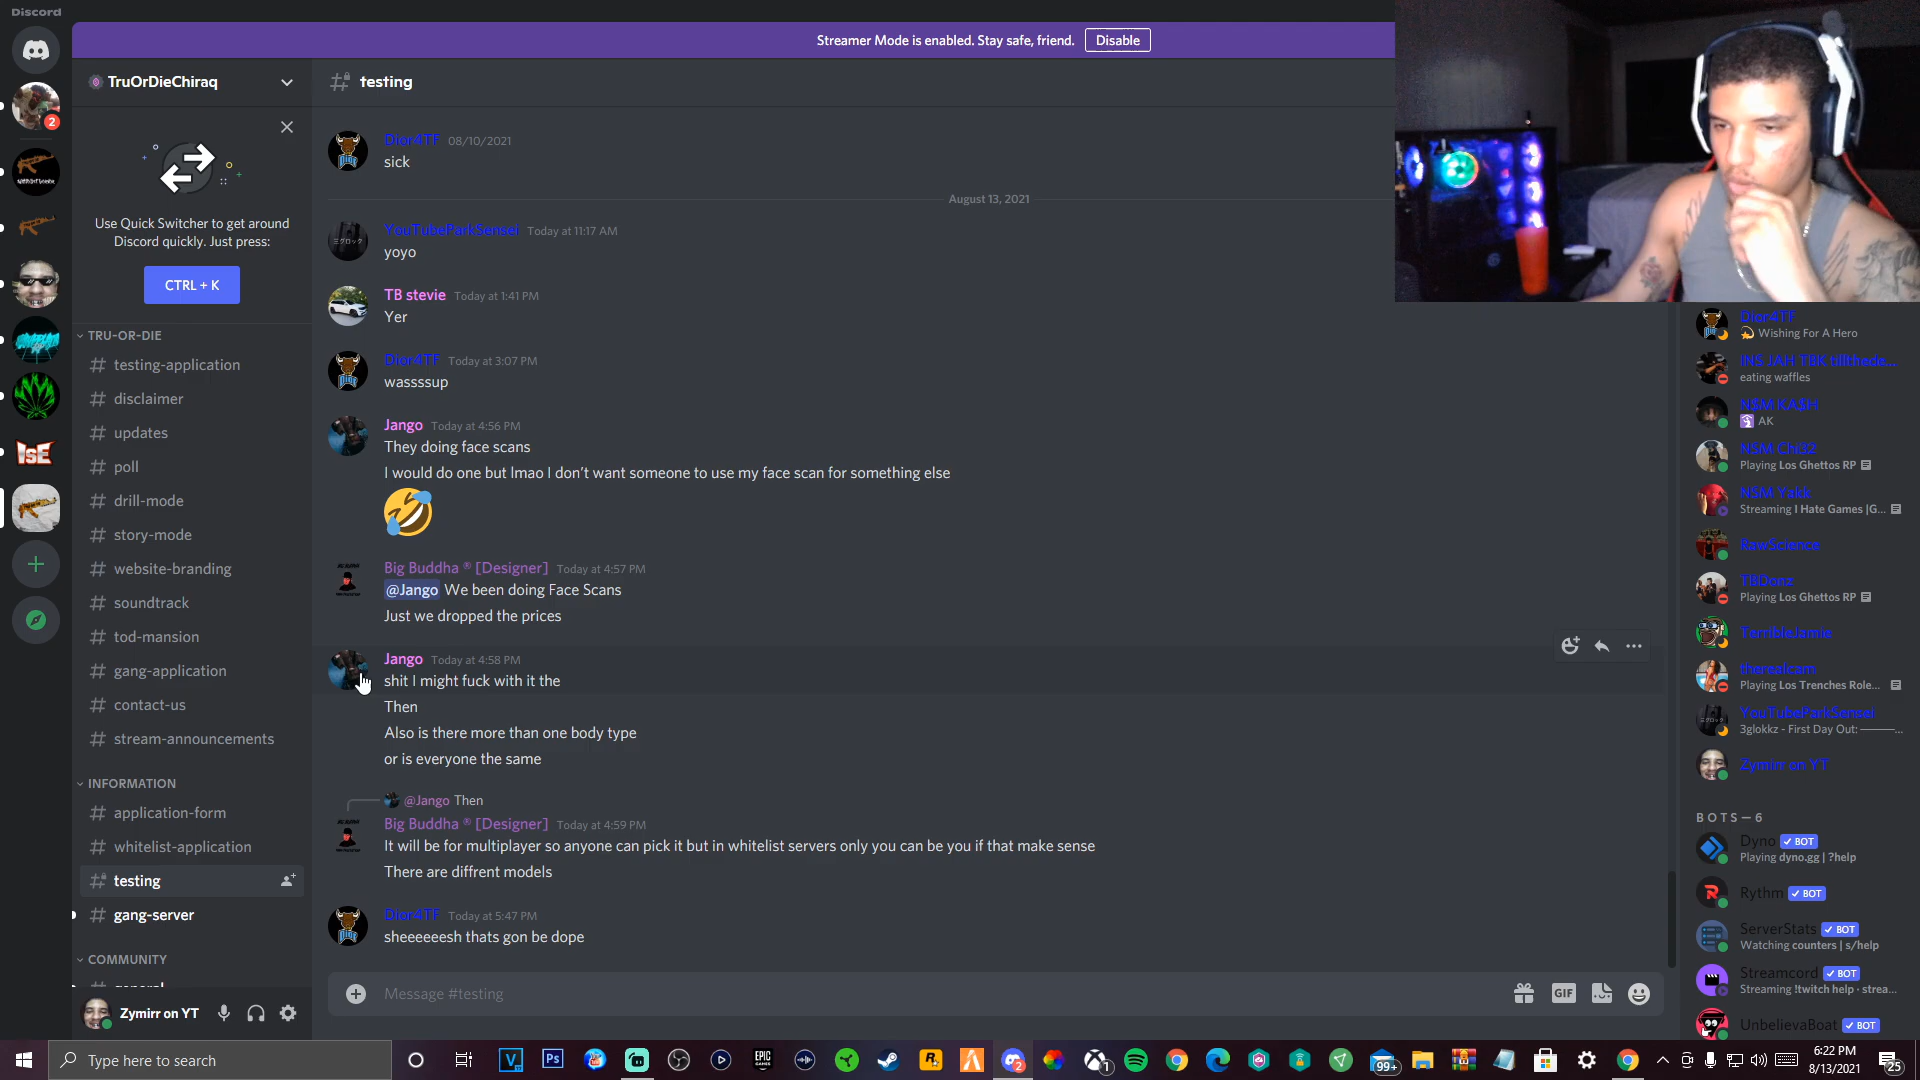 Discord
Streamer Mode is enabled. Stay safe, friend.
Disable
TruOrDieChiraq
testing
2
Use Quick Switcher to get around
Discord quickly. Just press:
CTRL + K
TRU-OR-DIE
testing-application
disclaimer
updates
poll
drill-mode
story-mode
website-branding
soundtrack
tod-mansion
gang-application
contact-us
stream-announcements
INFORMATION
application-form
whitelist-application
testing
gang-server
COMMUNITY
general
Zymirr on YT
Dior4TF 08/10/2021
sick
August 13, 2021
YouTubeParkSensei Today at 11:17 AM
yoyo
TB stevie Today at 1:41 PM
Yer
Dior4TF Today at 3:07 PM
wassssup
Jango Today at 4:56 PM
They doing face scans
I would do one but lmao I don't want someone to use my face scan for something else
Big Buddha ® [Designer] Today at 4:57 PM
@Jango We been doing Face Scans
Just we dropped the prices
Jango Today at 4:58 PM
shit I might fuck with it the
Then
Also is there more than one body type
or is everyone the same
@Jango Then
Big Buddha ® [Designer] Today at 4:59 PM
It will be for multiplayer so anyone can pick it but in whitelist servers only you can be you if that make sense
There are diffrent models
Dior4TF Today at 5:47 PM
sheeeeeesh thats gon be dope
Message #testing
GIF
Dior4TF
Wishing For A Hero
INS JAH TBK tillthede...
eating waffles
NSM KA$H
AK
NSM Chi32
Playing Los Ghettos RP
NSM Yakk
Streaming I Hate Games |G...
RawScience
TBDonz
Playing Los Ghettos RP
TerribleJamie
therealcam
Playing Los Trenches Role...
YouTubeParkSensei
3glokkz - First Day Out: ———...
Zymirr on YT
BOTS—6
Dyno BOT
Playing dyno.gg | ?help
Rythm BOT
ServerStats BOT
Watching counters | s/help
Streamcord BOT
Streaming !twitch help · strea...
UnbelievaBoat BOT
Type here to search
6:22 PM
8/13/2021
99+
25